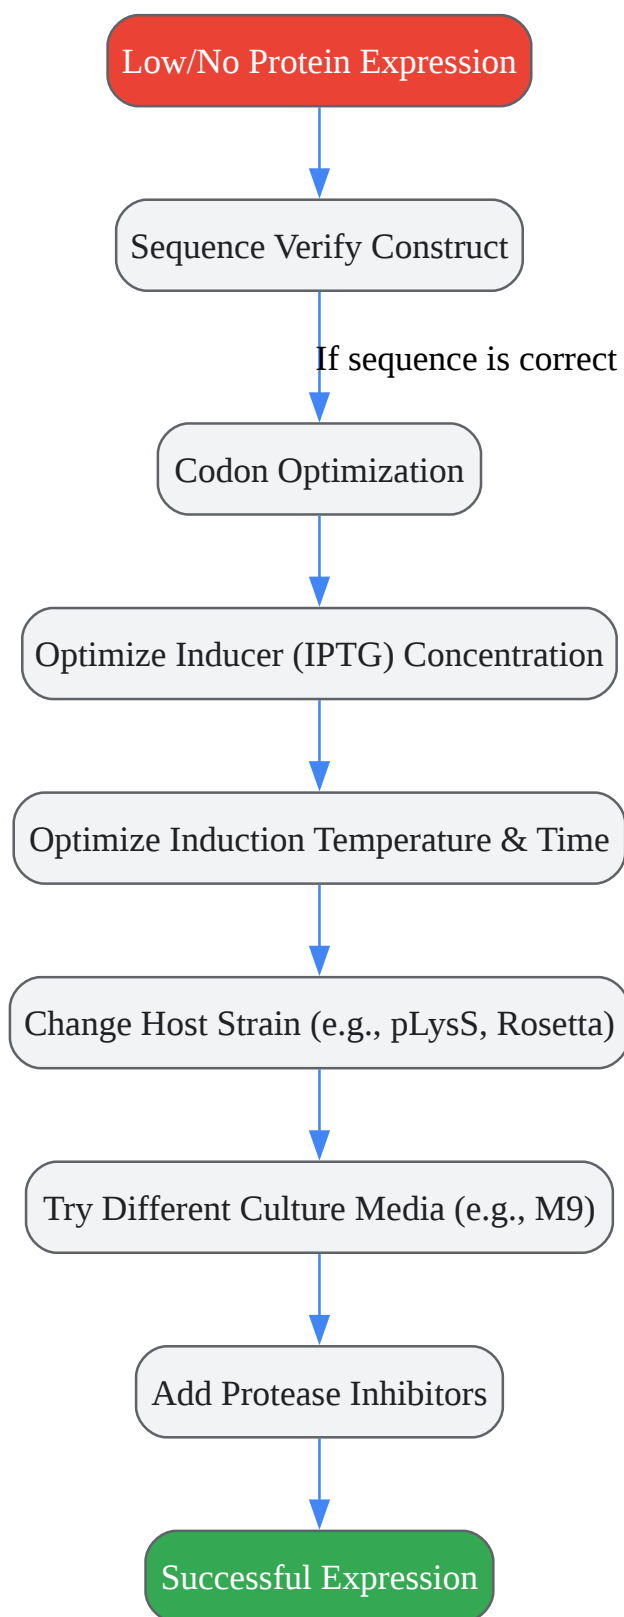 Low/No Protein Expression
Sequence Verify Construct
If sequence is correct
Codon Optimization
Optimize Inducer (IPTG) Concentration
Optimize Induction Temperature & Time
Change Host Strain (e.g., pLysS, Rosetta)
Try Different Culture Media (e.g., M9)
Add Protease Inhibitors
Successful Expression